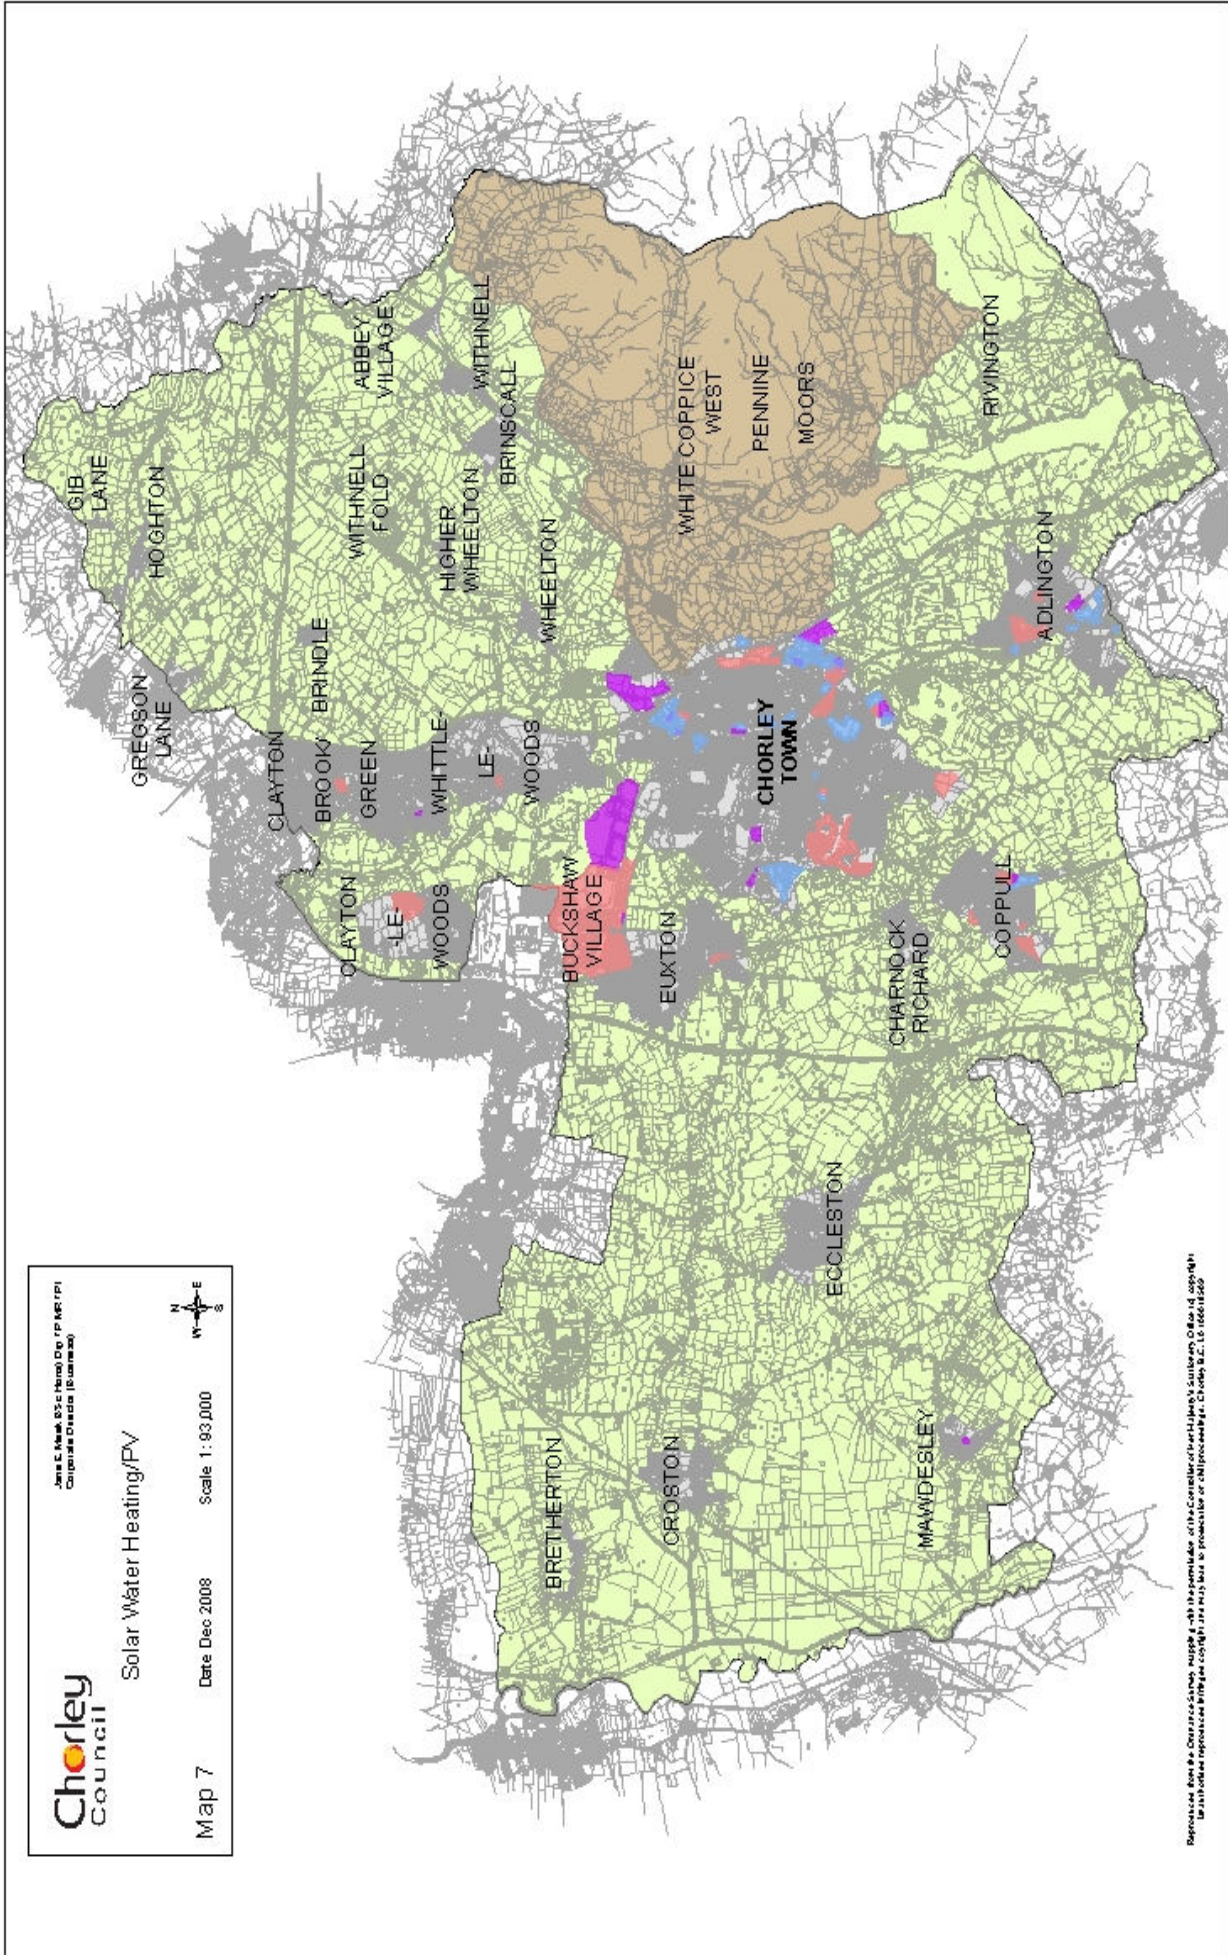 Chorley
Council
Corporate Director (Business)
Solar Water Heating/PV
Map 7
Date Dec 2008
Scale 1:93,000
N
W
E
S
GIB
LANE
HOGHTON
GREGSON
LANE
ABBEY
VILLAGE
WITHNELL
FOLD
WITHNELL
BRINSCALL
HIGHER
WHEELTON
WHEELTON
BRINDLE
CLAYTON
BROOK/
GREEN
WHITTLE-
LE-
WOODS
CLAYTON
-LE-
WOODS
BUCKSHAW
VILLAGE
EUXTON
WHITE COPPICE
WEST
PENNINE
MOORS
CHORLEY
TOWN
RIVINGTON
ADLINGTON
COPPULL
CHARNOCK
RICHARD
ECCLESTON
BRETHERTON
CROSTON
MAWDESLEY